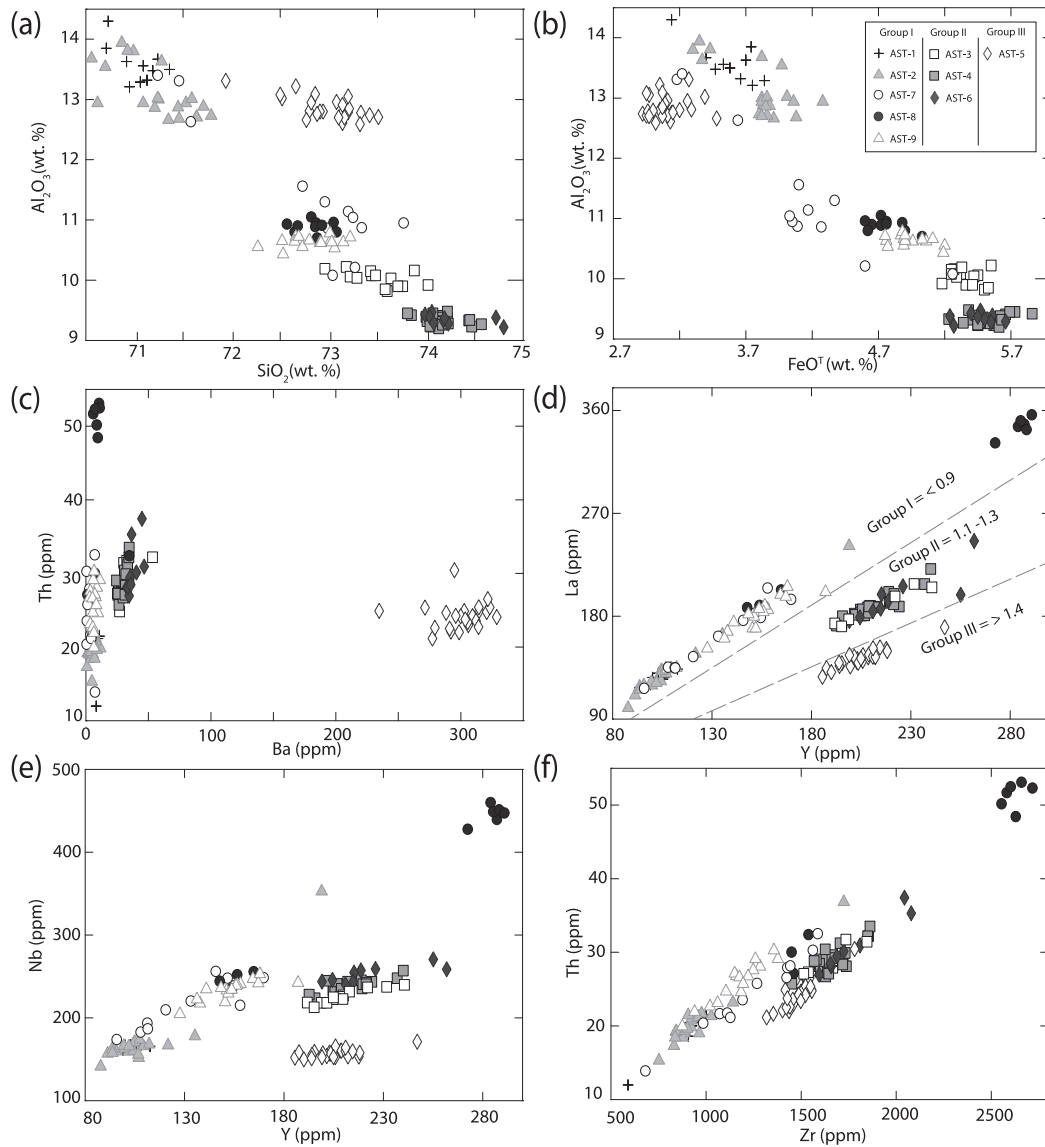 (a)
14
13
12
11
10
9
Al2O3(wt. %)
71
72
73
74
75
SiO2(wt. %)
(b)
14
13
12
11
10
9
Al2O3(wt. %)
2.7
3.7
4.7
5.7
FeOT(wt. %)
Group I
AST-1
AST-2
AST-7
AST-8
AST-9
Group II
AST-3
AST-4
AST-6
Group III
AST-5
(c)
50
40
30
20
10
Th (ppm)
0
100
200
300
Ba (ppm)
(d)
360
270
180
90
La (ppm)
80
130
180
230
280
Y (ppm)
Group I = < 0.9
Group II = 1.1 -1.3
Group III = > 1.4
(e)
500
400
300
200
100
Nb (ppm)
80
130
180
230
280
Y (ppm)
(f)
50
40
30
20
10
Th (ppm)
500
1000
1500
2000
2500
Zr (ppm)